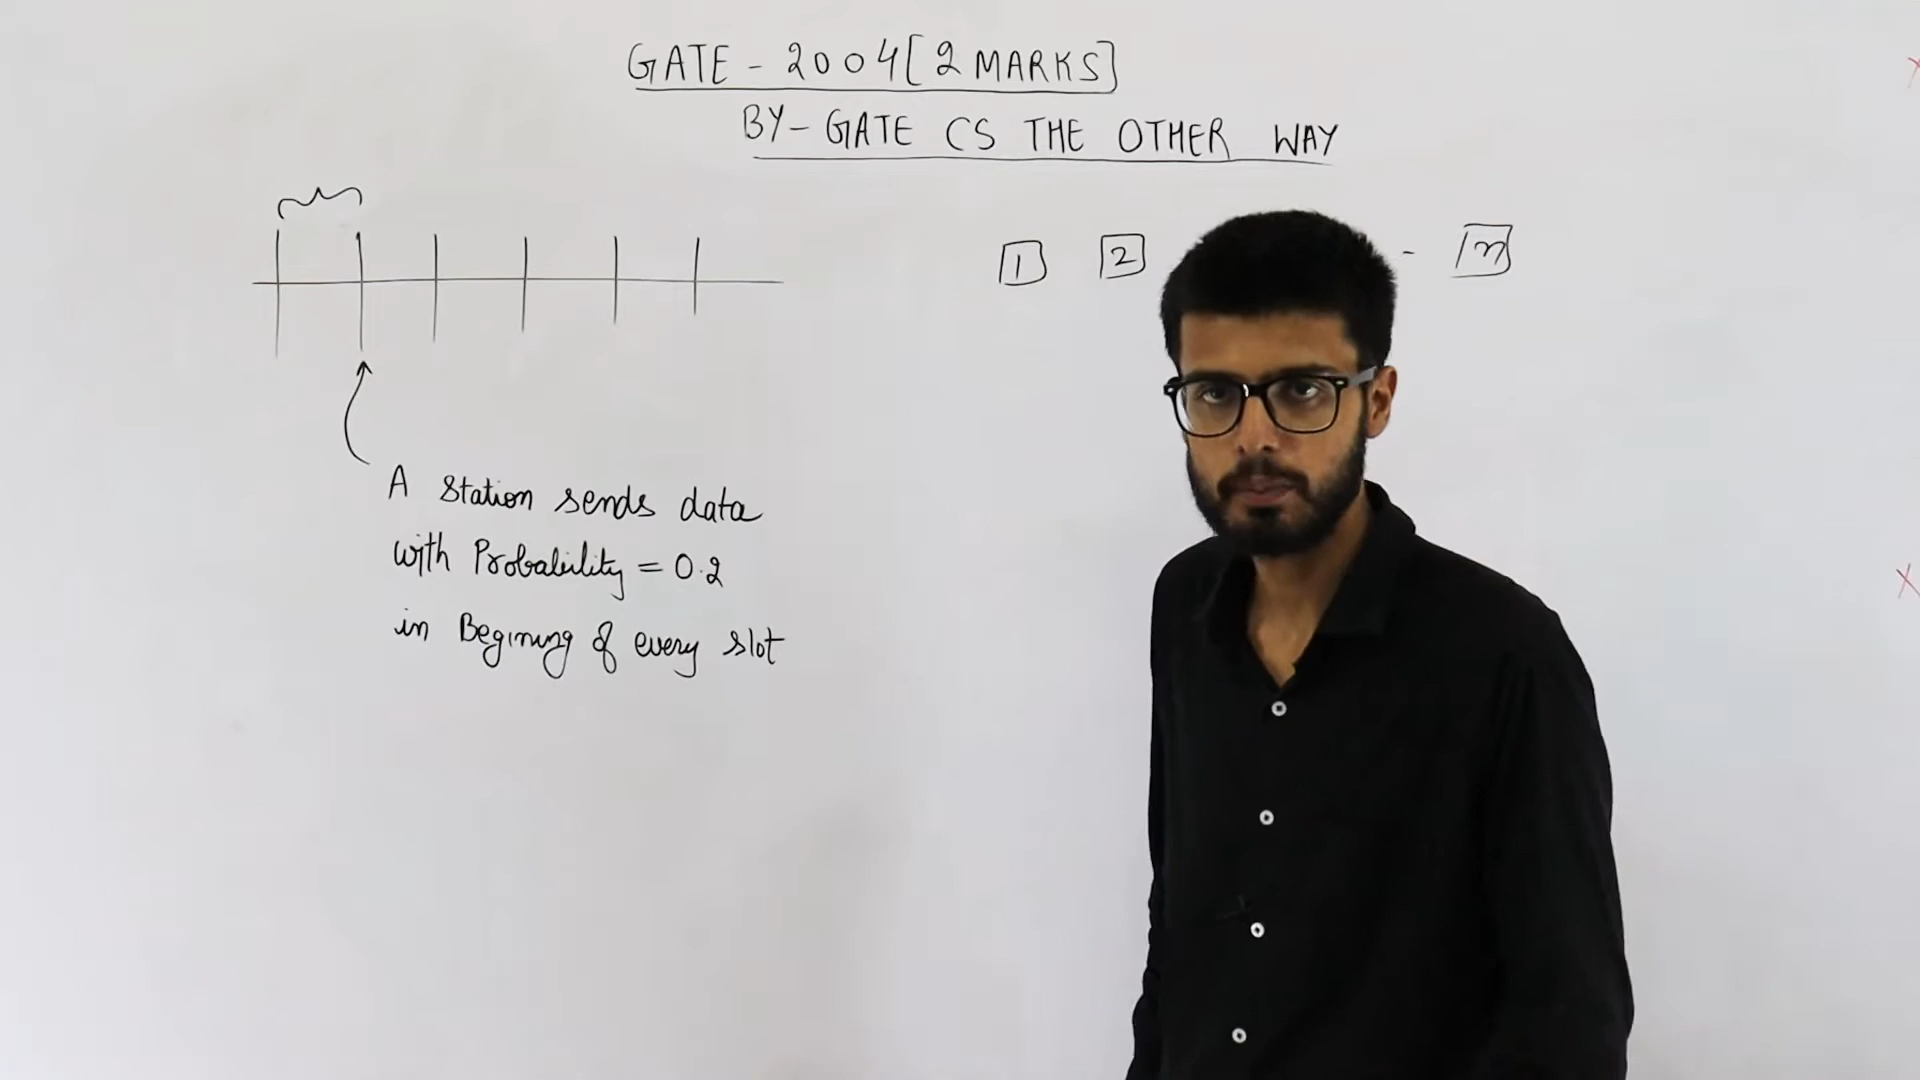 GATE - 2004 [2 MARKS]
BY - GATE CS THE OTHER WAY
1 2 - n
A station sends data
with Probability = 0.2
in Begining of every slot